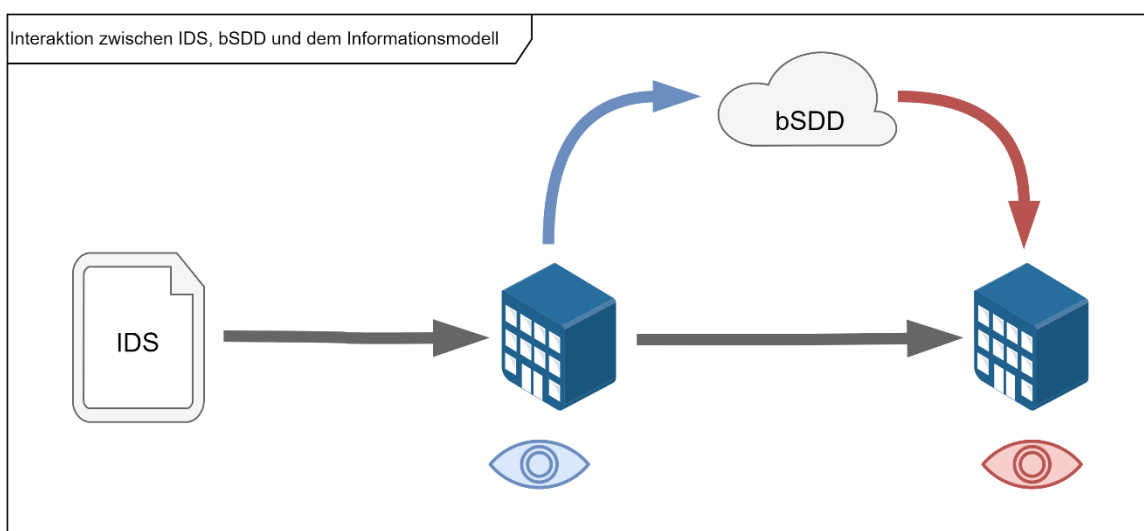 Interaktion zwischen IDS, bSDD und dem Informationsmodell
bSDD
IDS